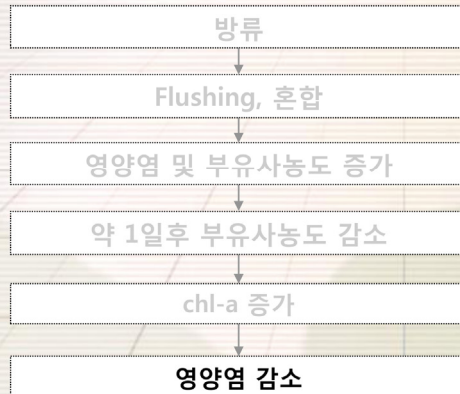 방류
Flushing, 혼합
영양염 및 부유사농도 증가
약 1일후 부유사농도 감소
chl-a 증가
영양염 감소